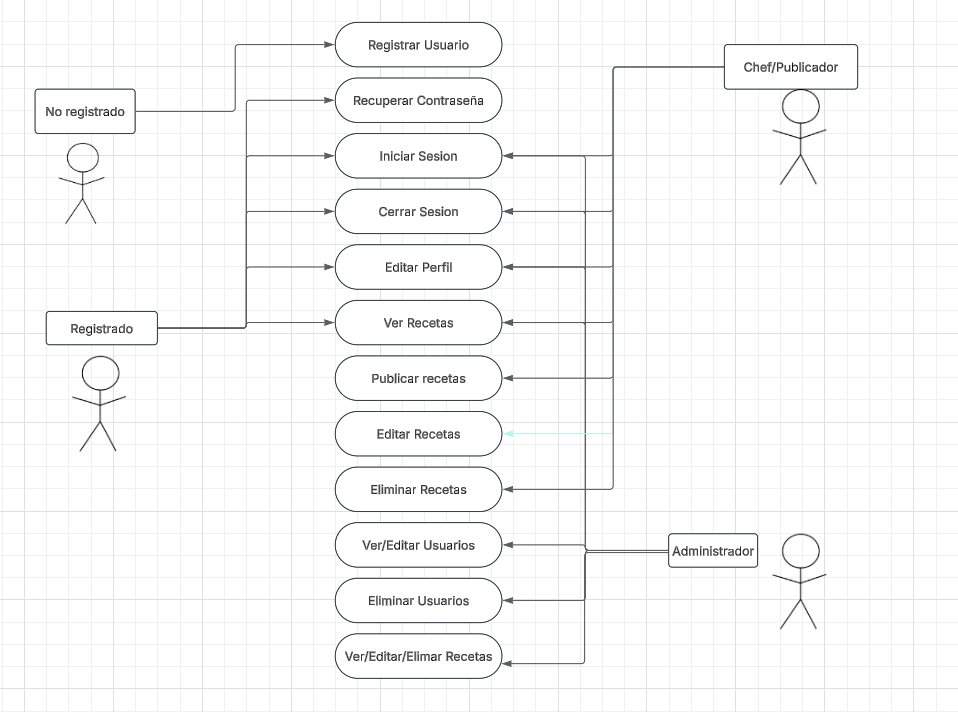 Registrar Usuario
Chef/Publicador
No registrado
Recuperar Contraseña
Iniciar Sesion
Cerrar Sesion
Editar Perfil
Registrado
Ver Recetas
Publicar recetas
Editar Recetas
Eliminar Recetas
Ver/Editar Usuarios
Administrador
Eliminar Usuarios
Ver/Editar/Elimar Recetas